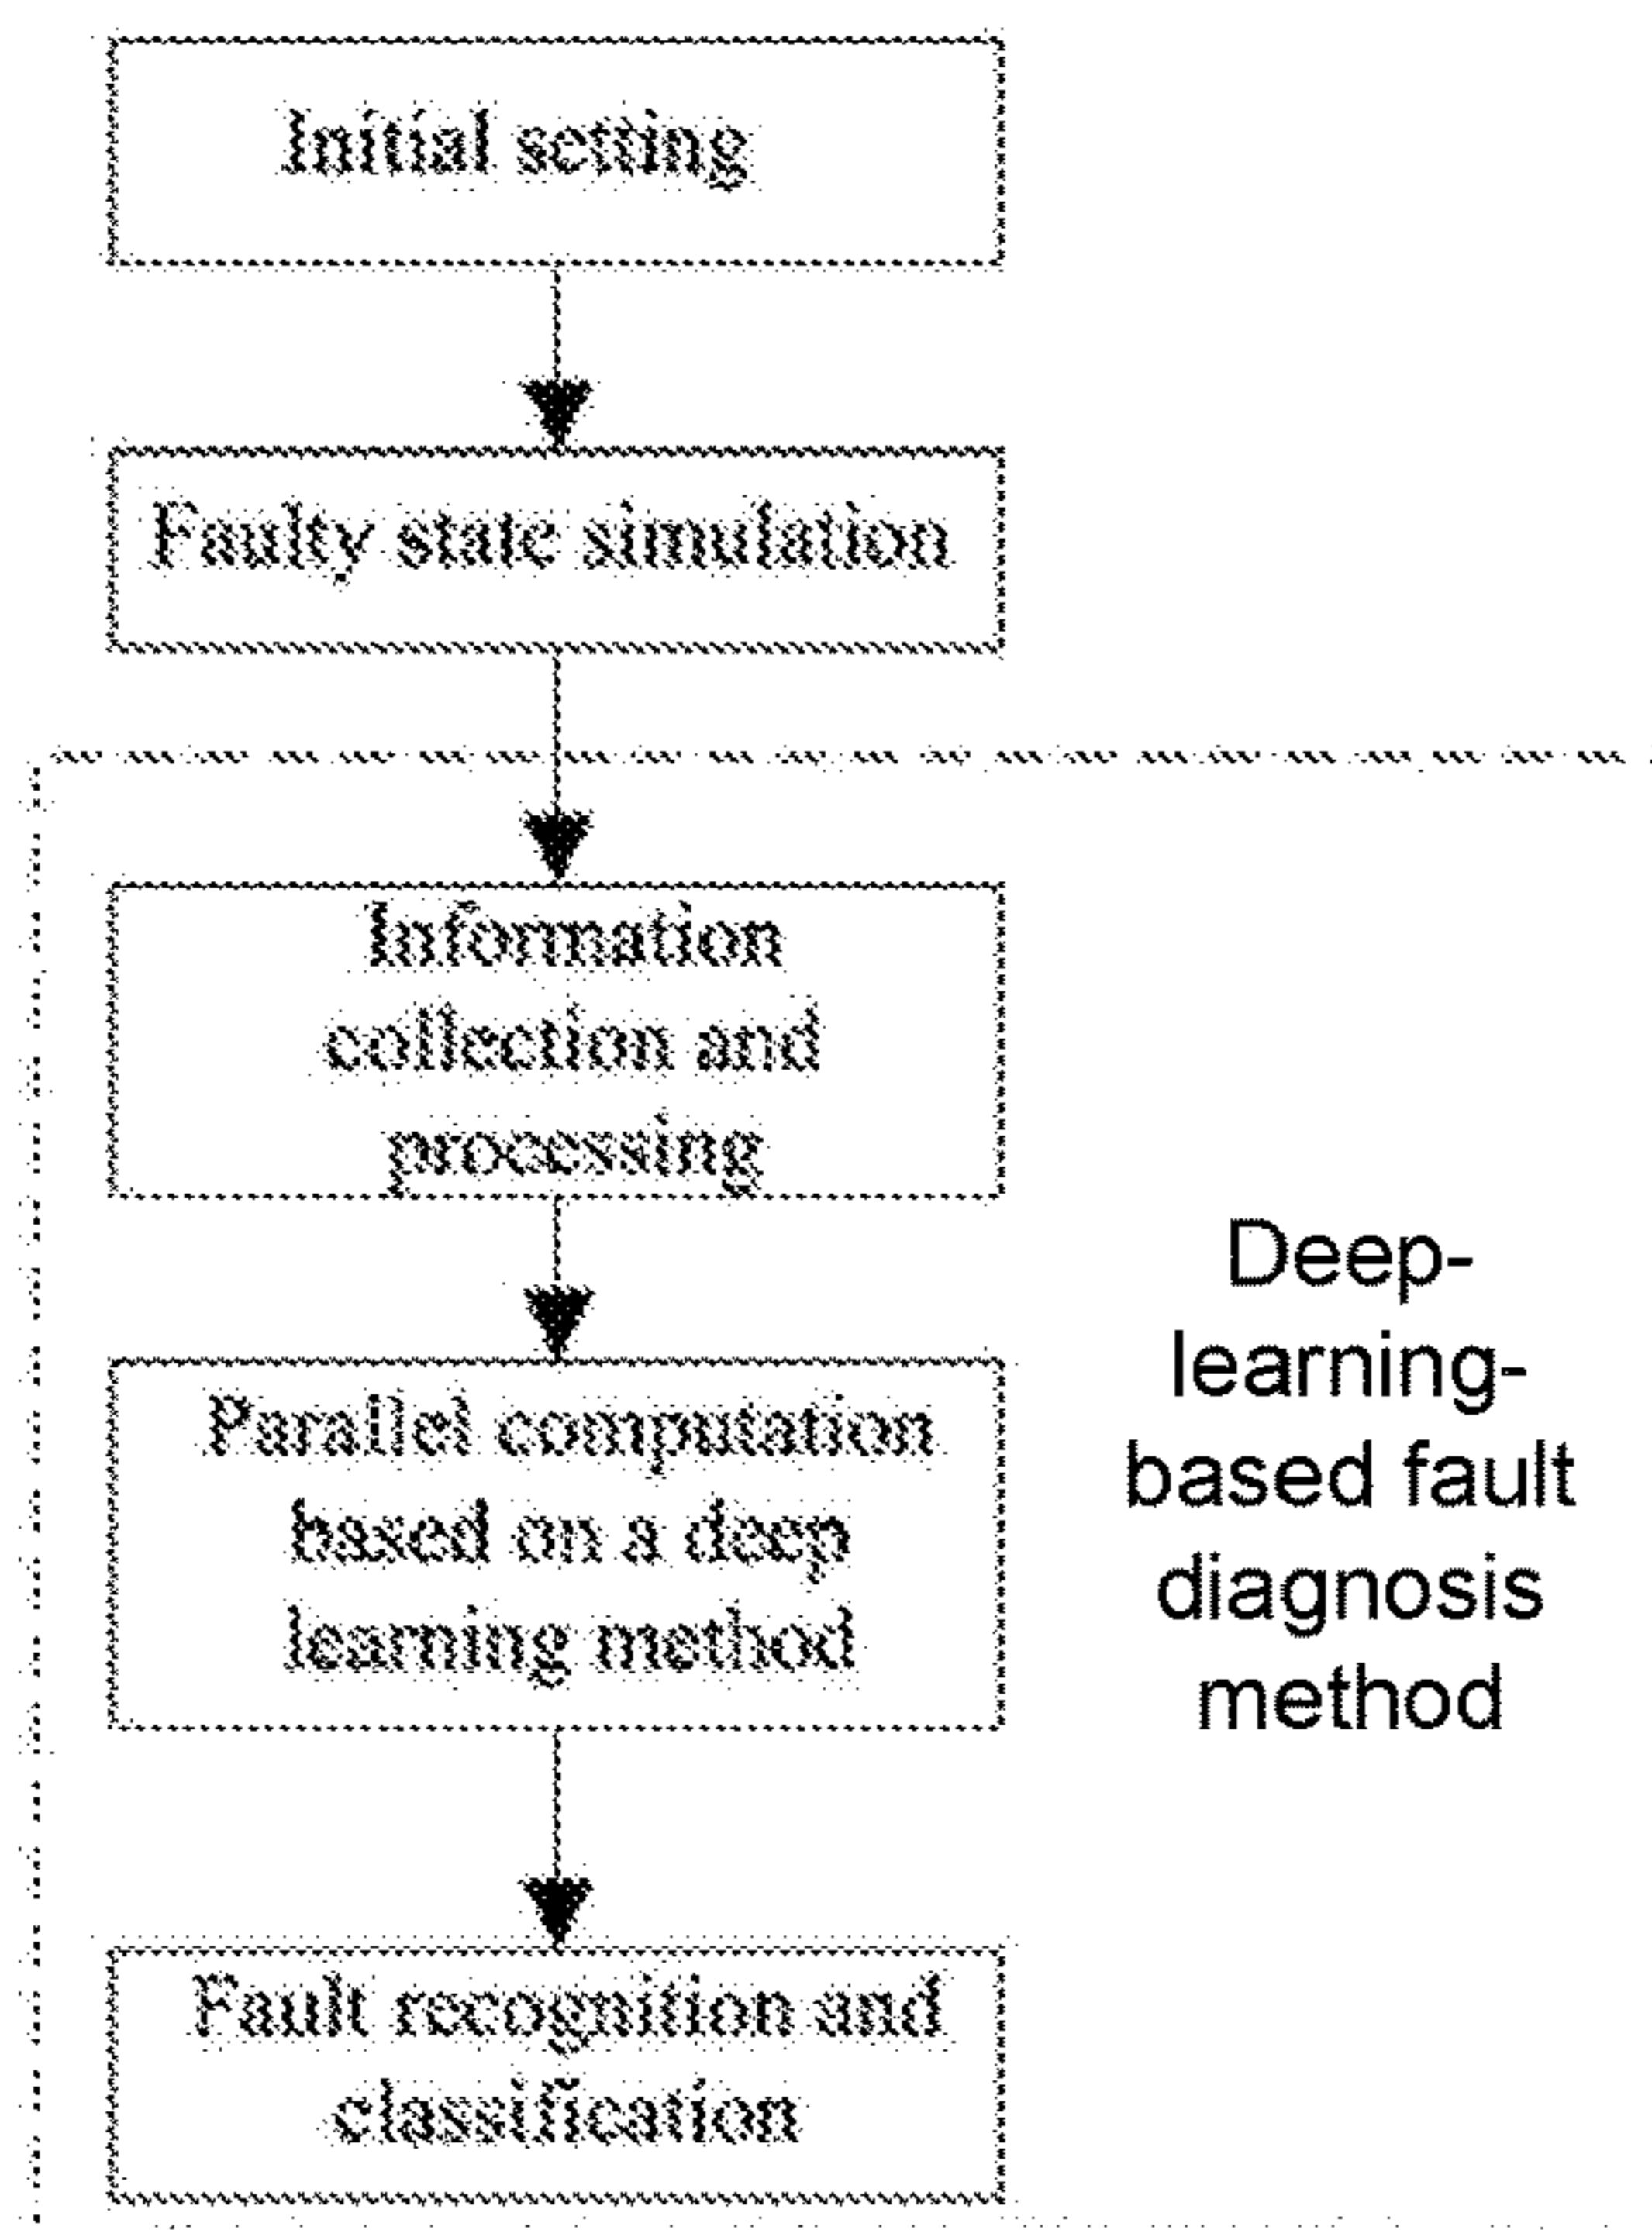 Initial setting
Faulty state simulation
Information
collection and
processing
Parallel computation
based on a deep
learning method
Fault recognition and
classification
Deep-
learning-
based fault
diagnosis
method